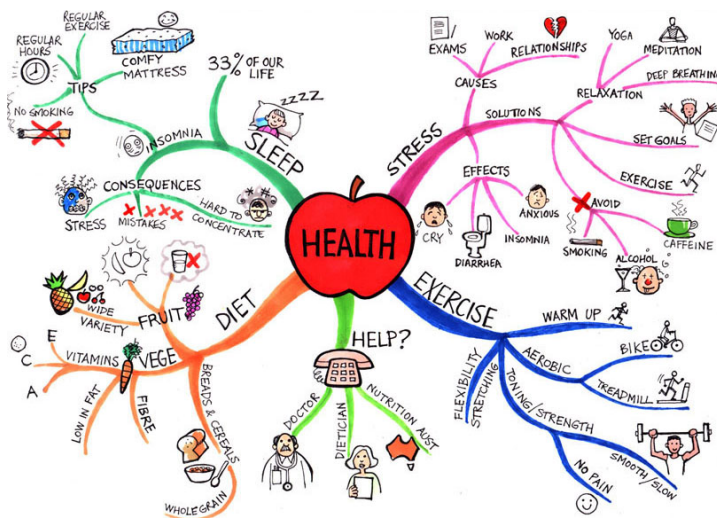 HEALTH
SLEEP
33% OF OUR
LIFE
ZZZZ
INSOMNIA
TIPS
REGULAR
EXERCISE
REGULAR
HOURS
COMFY
MATTRESS
NO SMOKING
CONSEQUENCES
STRESS
MISTAKES
HARD TO
CONCENTRATE
STRESS
CAUSES
EXAMS
WORK
RELATIONSHIPS
SOLUTIONS
RELAXATION
YOGA
MEDITATION
DEEP BREATHING
SET GOALS
EXERCISE
AVOID
SMOKING
ALCOHOL
CAFFEINE
EFFECTS
CRY
DIARRHEA
INSOMNIA
ANXIOUS
EXERCISE
WARM UP
AEROBIC
BIKE
TREADMILL
TONING/STRENGTH
SMOOTH/SLOW
NO PAIN
FLEXIBILITY
STRETCHING
HELP?
DOCTOR
DIETICIAN
NUTRITION AUST
DIET
FRUIT
WIDE
VARIETY
VEGE
VITAMINS
E
C
A
LOW IN FAT
FIBRE
BREADS & CEREALS
WHOLEGRAIN